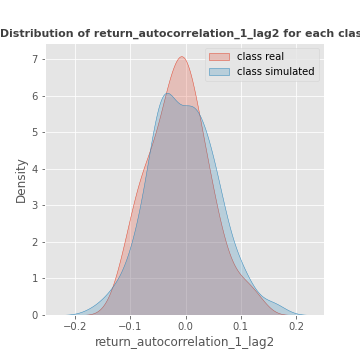 Distribution of return_autocorrelation_1_lag2 for each clas
class real
class simulated
7
6
5
4
3
2
1
0
Density
−0.2
−0.1
0.0
0.1
0.2
return_autocorrelation_1_lag2